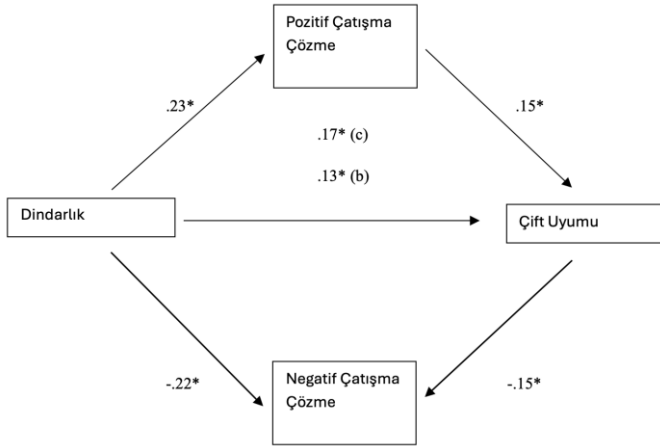 Pozitif Çatışma
Çözme
.23*
.15*
.17* (c)
.13* (b)
Dindarlık
Çift Uyumu
-.22*
Negatif Çatışma
Çözme
-.15*